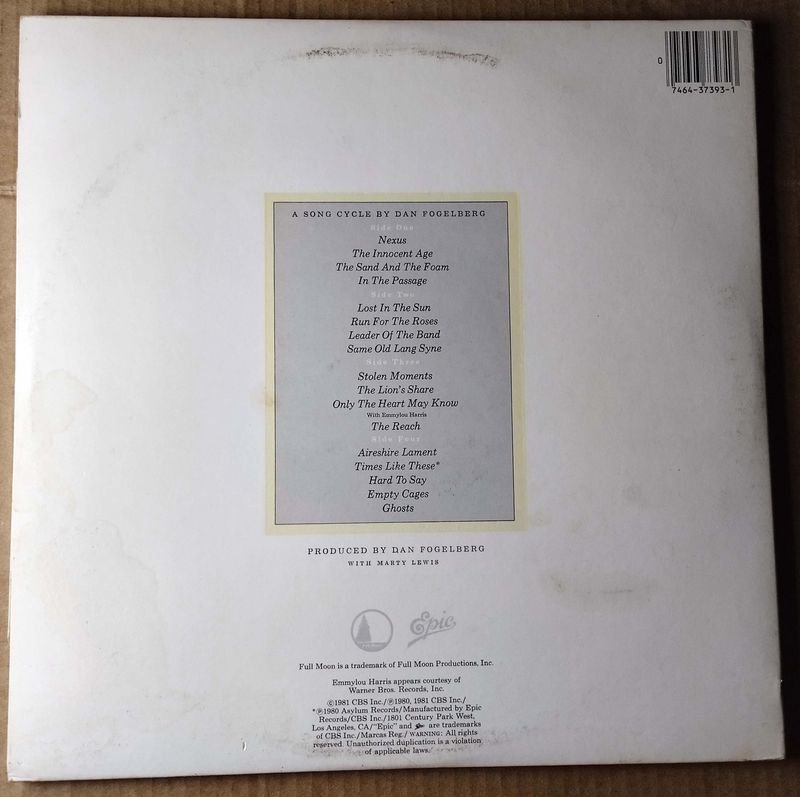 0
7464-37393-1
A SONG CYCLE BY DAN FOGELBERG
Side One
Nexus
The Innocent Age
The Sand And The Foam
In The Passage
Side Two
Lost In The Sun
Run For The Roses
Leader Of The Band
Same Old Lang Syne
Side Three
Stolen Moments
The Lion's Share
Only The Heart May Know
With Emmylou Harris
The Reach
Side Four
Aireshire Lament
Times Like These*
Hard To Say
Empty Cages
Ghosts
PRODUCED BY DAN FOGELBERG
WITH MARTY LEWIS
Epic
Full Moon is a trademark of Full Moon Productions, Inc.
Emmylou Harris appears courtesy of
Warner Bros. Records, Inc.
©1981 CBS Inc./℗1980, 1981 CBS Inc./
*℗1980 Asylum Records/Manufactured by Epic
Records/CBS Inc./1801 Century Park West,
Los Angeles, CA/"Epic" and are trademarks
of CBS Inc./Marcas Reg./WARNING: All rights
reserved. Unauthorized duplication is a violation
of applicable laws.